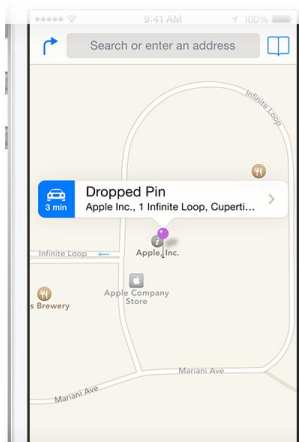 9:41 AM
100%
Search or enter an address
Infinite Loop
Dropped Pin
3 min
Apple Inc., 1 Infinite Loop, Cuperti...
Infinite Loop
Apple, Inc.
Apple Company
Store
s Brewery
Mariani Ave
Mariani Ave